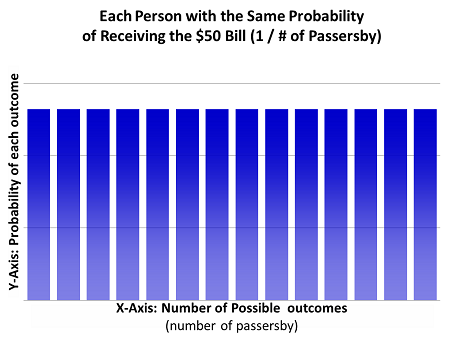 Each Person with the Same Probability
of Receiving the $50 Bill (1 / # of Passersby)
Y-Axis: Probability of each outcome
X-Axis: Number of Possible outcomes
(number of passersby)